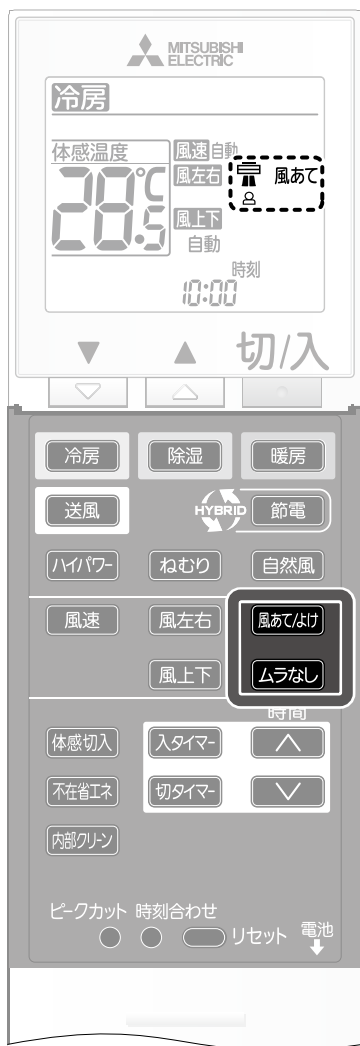 MITSUBISHI
ELECTRIC
冷房
体感温度
28.5℃
風速 自動
風左右
風あて
風上下
自動
時刻
10:00
▼ ▲ 切/入
冷房 除湿 暖房
送風 HYBRID 節電
ハイパワー ねむり 自然風
風速 風左右 風あて/よけ
風上下 ムラなし
時間
体感切入 入タイマー
不在省エネ 切タイマー
内部クリーン
ピークカット 時刻合わせ
リセット 電池